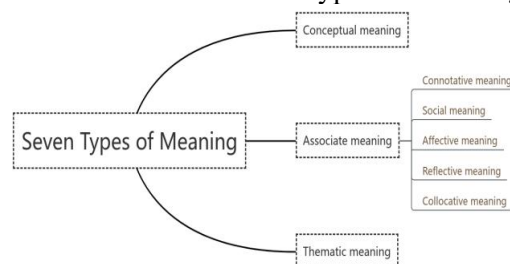 Conceptual meaning
Seven Types of Meaning
Associate meaning
Connotative meaning
Social meaning
Affective meaning
Reflective meaning
Collocative meaning
Thematic meaning